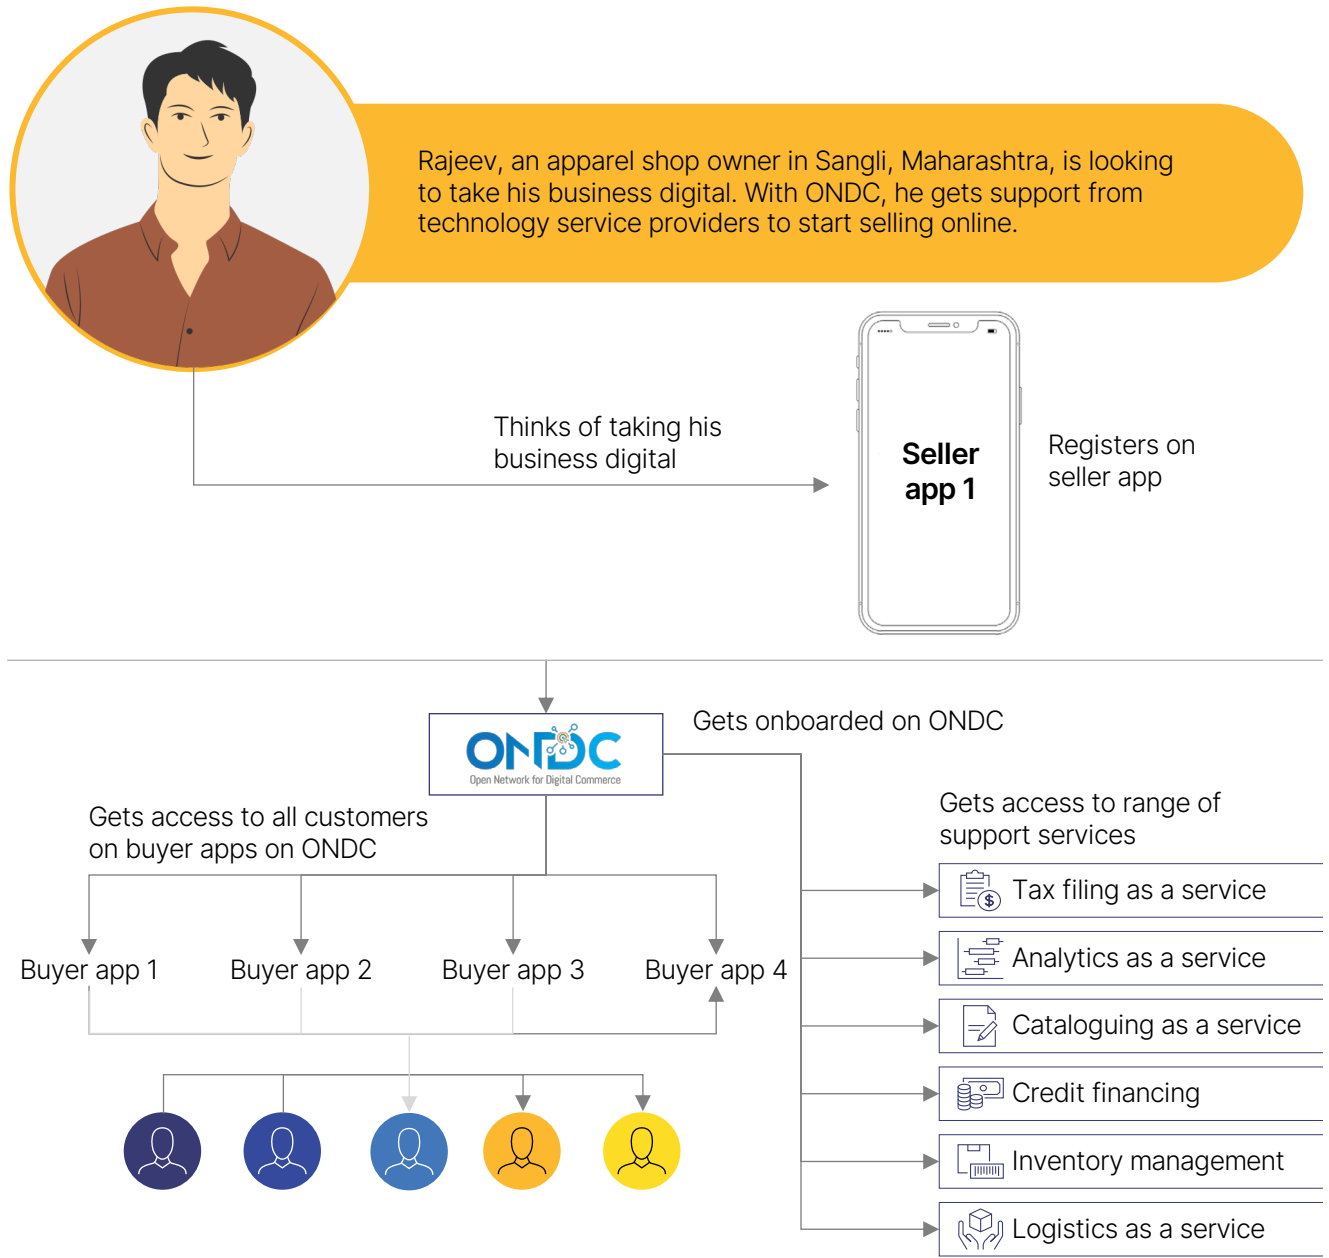 Rajeev, an apparel shop owner in Sangli, Maharashtra, is looking
to take his business digital. With ONDC, he gets support from
technology service providers to start selling online.
Thinks of taking his
business digital
Seller
app 1
Registers on
seller app
ONDC
Open Network for Digital Commerce
Gets onboarded on ONDC
Gets access to all customers
on buyer apps on ONDC
Buyer app 1
Buyer app 2
Buyer app 3
Buyer app 4
Gets access to range of
support services
Tax filing as a service
Analytics as a service
Cataloguing as a service
Credit financing
Inventory management
Logistics as a service